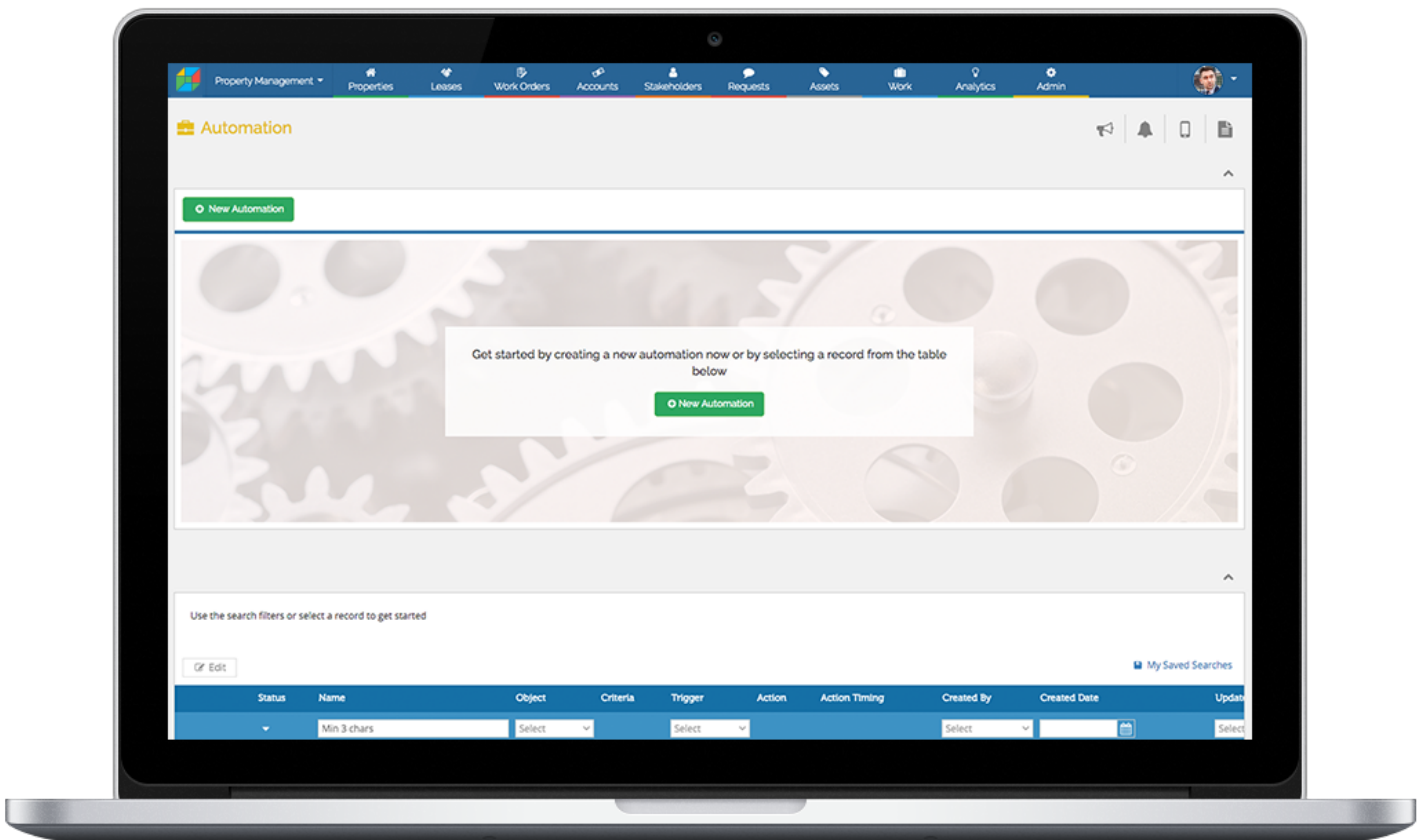 Property Management
Properties
Leases
Work Orders
Accounts
Stakeholders
Requests
Assets
Work
Analytics
Admin
Automation
New Automation
Get started by creating a new automation now or by selecting a record from the table
below
New Automation
Use the search filters or select a record to get started
Edit
My Saved Searches
Status Name Object Criteria Trigger Action Action Timing Created By Created Date Updat
Min 3 chars Select Select Select Select